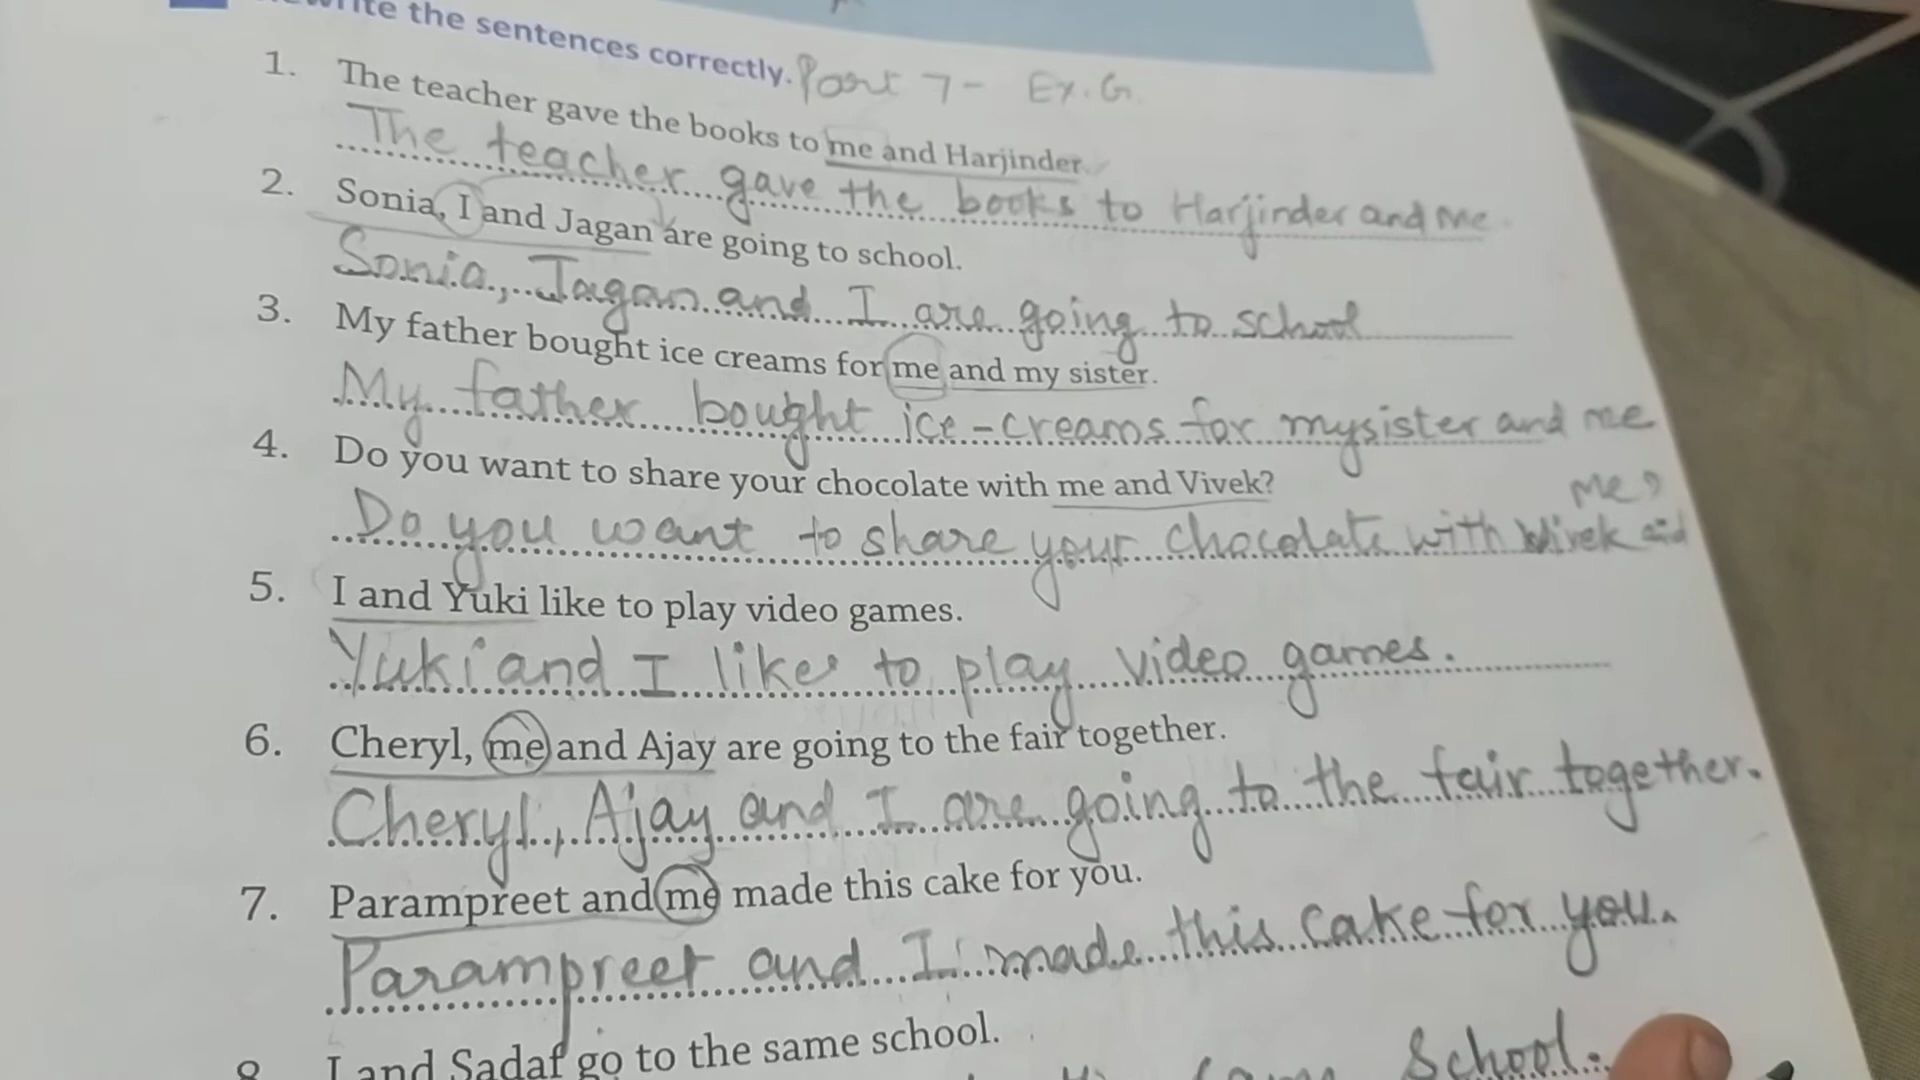 write the sentences correctly. Part 7 - Ex. G.
1. The teacher gave the books to me and Harjinder.
The teacher gave the books to Harjinder and me.
2. Sonia, I and Jagan are going to school.
Sonia, Jagan and I are going to school
3. My father bought ice creams for me and my sister.
My father bought ice-creams for my sister and me
4. Do you want to share your chocolate with me and Vivek?
me?
Do you want to share your chocolate with Vivek and
5. I and Yuki like to play video games.
Yuki and I like to play video games.
6. Cheryl, me and Ajay are going to the fair together.
Cheryl, Ajay and I are going to the fair together.
7. Parampreet and me made this cake for you.
Parampreet and I made this cake for you.
8. I and Sadaf go to the same school.
School.